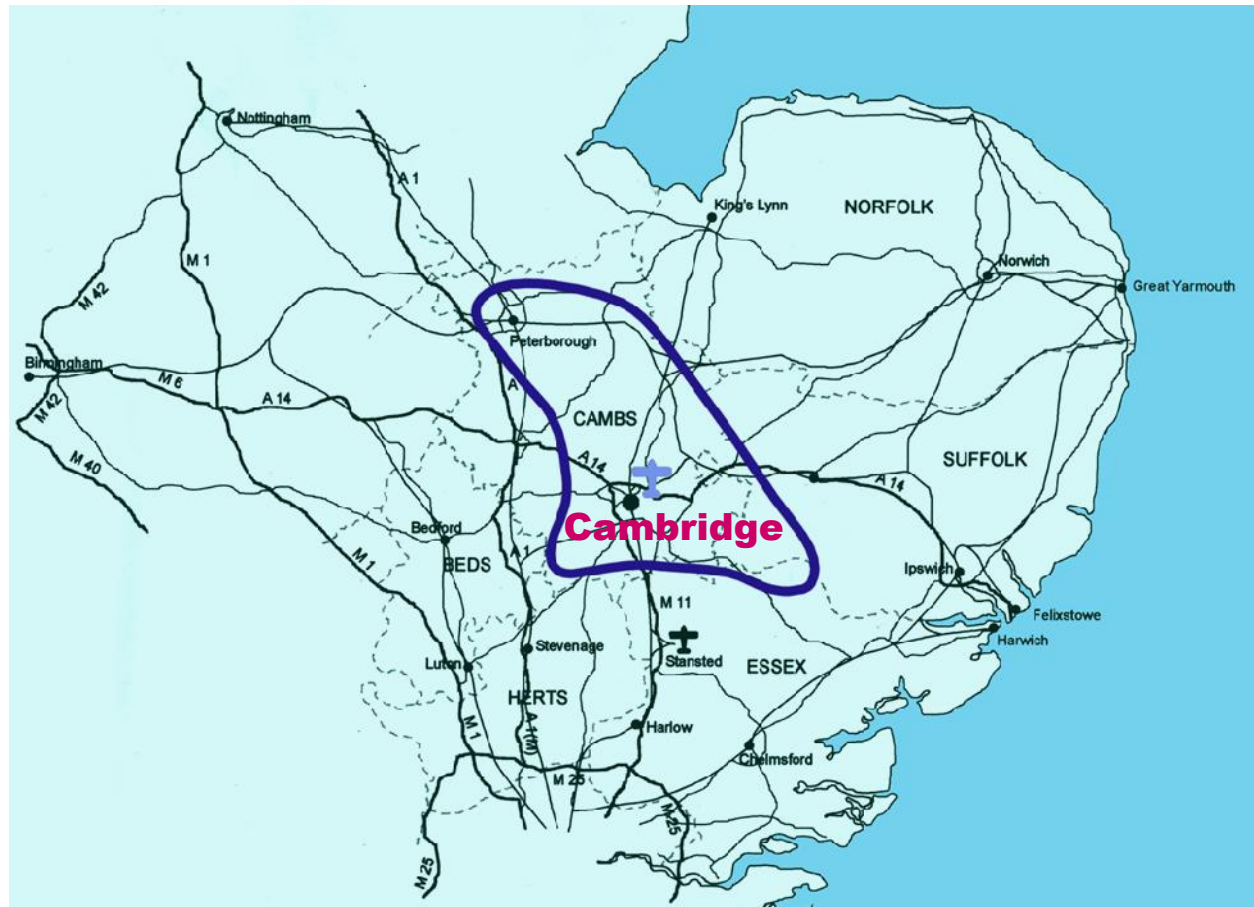 Nottingham
A 1
King's Lynn
NORFOLK
M 1
Norwich
M 42
Great Yarmouth
Peterborough
Birmingham
M 6
A
M 42
A 14
CAMBS
SUFFOLK
M 40
A 14
A 14
Cambridge
Bedford
BEDS
A 1
M 1
Ipswich
M 11
Felixstowe
Harwich
Stevenage
Stansted
Luton
ESSEX
HERTS
M 1
A 1(M)
Harlow
Chelmsford
M 25
M 25
M 25